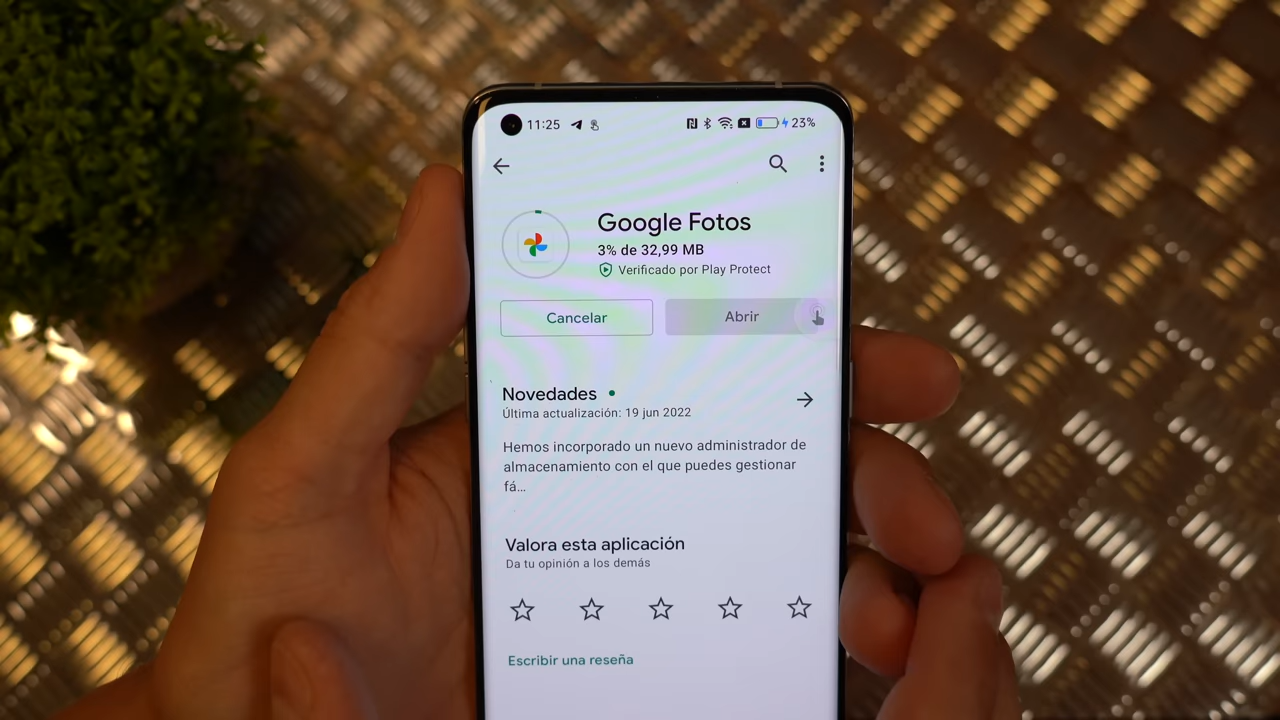 11:25 23%
Google Fotos
3% de 32,99 MB
Verificado por Play Protect
Cancelar Abrir
Novedades
Última actualización: 19 jun 2022
Hemos incorporado un nuevo administrador de
almacenamiento con el que puedes gestionar
fá…
Valora esta aplicación
Da tu opinión a los demás
Escribir una reseña